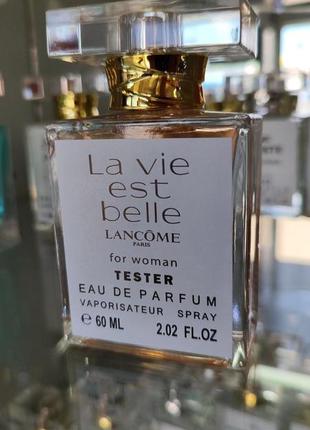 La vie
est
belle
LANCÔME
PARIS
for woman
TESTER
EAU DE PARFUM
VAPORISATEUR SPRAY
℮ 60 ML 2.02 FL.OZ